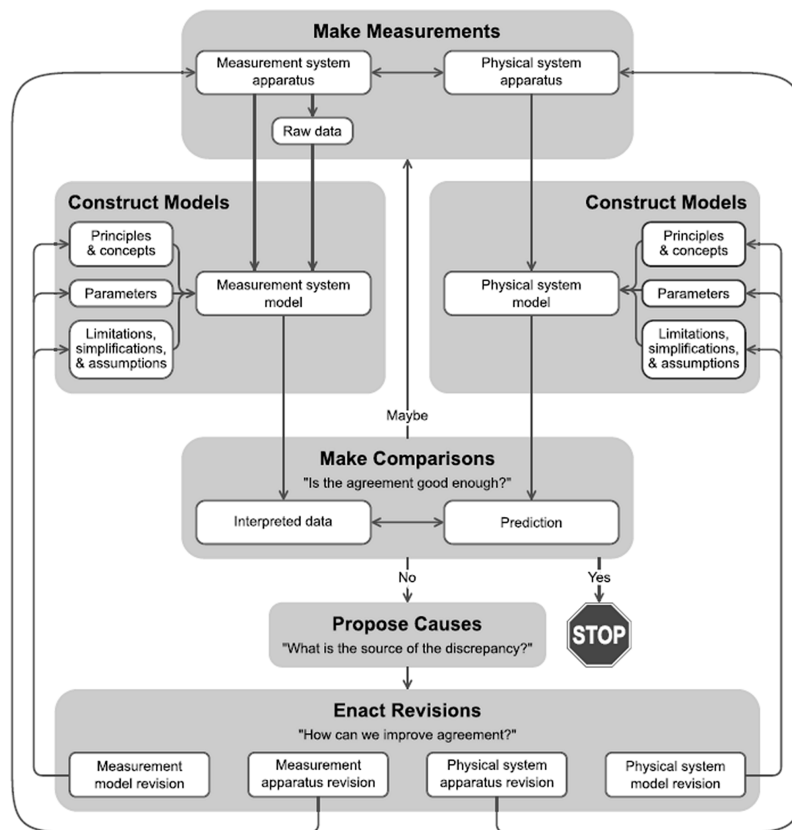 Make Measurements
Measurement system
apparatus
Physical system
apparatus
Raw data
Construct Models
Principles
& concepts
Parameters
Limitations,
simplifications,
& assumptions
Measurement system
model
Construct Models
Physical system
model
Principles
& concepts
Parameters
Limitations,
simplifications,
& assumptions
Maybe
Make Comparisons
"Is the agreement good enough?"
Interpreted data
Prediction
No
Yes
Propose Causes
"What is the source of the discrepancy?"
STOP
Enact Revisions
"How can we improve agreement?"
Measurement
model revision
Measurement
apparatus revision
Physical system
apparatus revision
Physical system
model revision